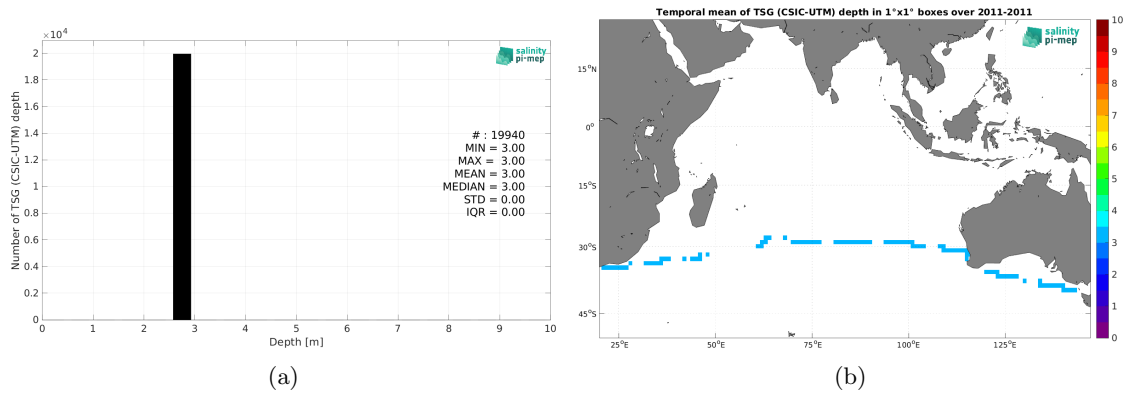 ×10⁴
2
1.8
1.6
1.4
1.2
1
0.8
0.6
0.4
0.2
0
0 1 2 3 4 5 6 7 8 9 10
Number of TSG (CSIC-UTM) depth
Depth [m]
salinity
pi-mep
# : 19940
MIN = 3.00
MAX = 3.00
MEAN = 3.00
MEDIAN = 3.00
STD = 0.00
IQR = 0.00
(a)
Temporal mean of TSG (CSIC-UTM) depth in 1°x1° boxes over 2011-2011
salinity
pi-mep
15°N
0°
15°S
30°S
45°S
25°E 50°E 75°E 100°E 125°E
10
9
8
7
6
5
4
3
2
1
0
(b)